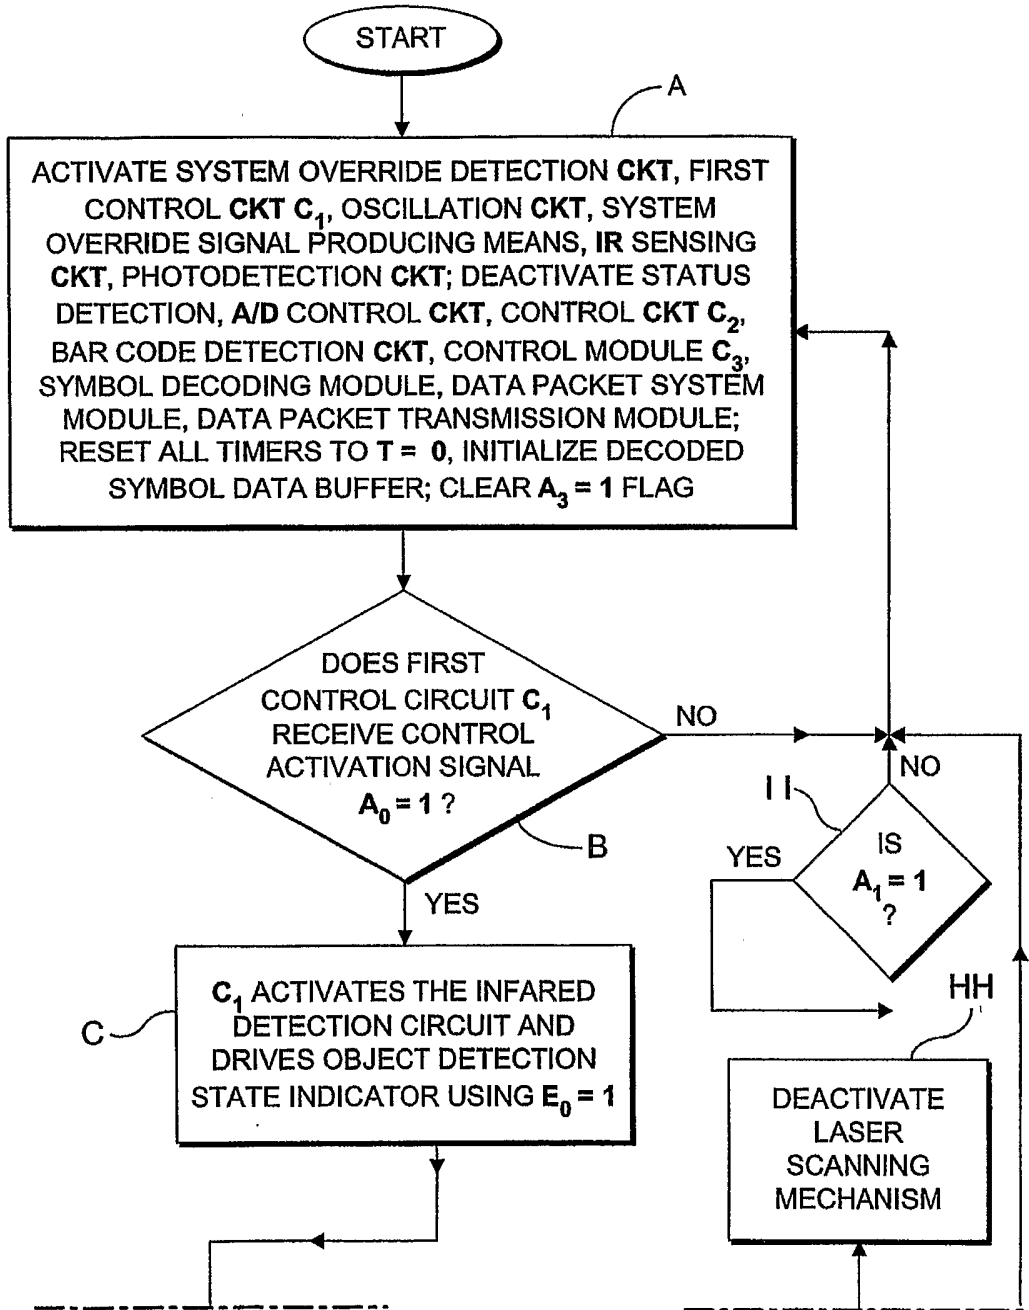 START
A
ACTIVATE SYSTEM OVERRIDE DETECTION CKT, FIRST
CONTROL CKT C₁, OSCILLATION CKT, SYSTEM
OVERRIDE SIGNAL PRODUCING MEANS, IR SENSING
CKT, PHOTODETECTION CKT; DEACTIVATE STATUS
DETECTION, A/D CONTROL CKT, CONTROL CKT C₂,
BAR CODE DETECTION CKT, CONTROL MODULE C₃,
SYMBOL DECODING MODULE, DATA PACKET SYSTEM
MODULE, DATA PACKET TRANSMISSION MODULE;
RESET ALL TIMERS TO T = 0, INITIALIZE DECODED
SYMBOL DATA BUFFER; CLEAR A₃ = 1 FLAG
DOES FIRST
CONTROL CIRCUIT C₁
RECEIVE CONTROL
ACTIVATION SIGNAL
A₀ = 1 ?
NO
B
YES
NO
II
YES
IS
A₁ = 1
?
C₁ ACTIVATES THE INFARED
DETECTION CIRCUIT AND
DRIVES OBJECT DETECTION
STATE INDICATOR USING E₀ = 1
C
HH
DEACTIVATE
LASER
SCANNING
MECHANISM